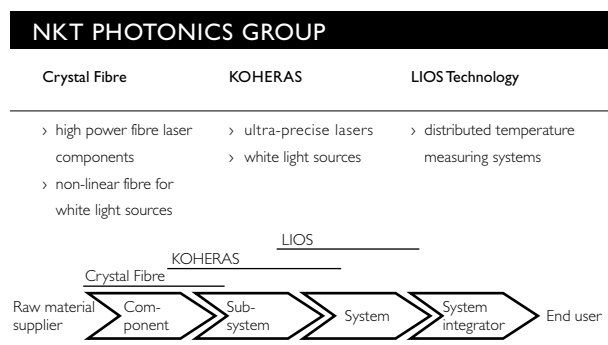 NKT PHOTONICS GROUP
Crystal Fibre
› high power fibre laser
components
› non-linear fibre for
white light sources
KOHERAS
› ultra-precise lasers
› white light sources
LIOS Technology
› distributed temperature
measuring systems
LIOS
KOHERAS
Crystal Fibre
Raw material
supplier
Com-
ponent
Sub-
system
System
System
integrator
End user